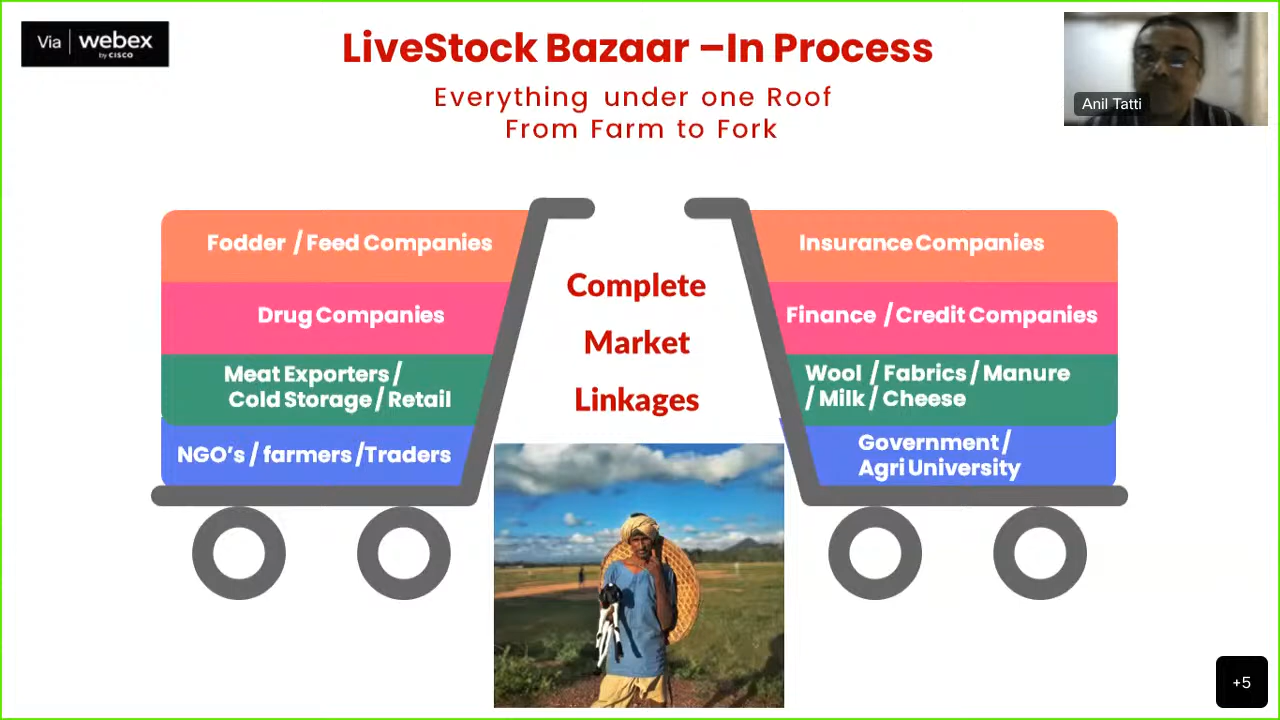 Via | webex
by CISCO
LiveStock Bazaar –In Process
Everything under one Roof
From Farm to Fork
Anil Tatti
Fodder / Feed Companies
Drug Companies
Meat Exporters /
Cold Storage / Retail
NGO's / farmers /Traders
Complete
Market
Linkages
Insurance Companies
Finance / Credit Companies
Wool / Fabrics / Manure
/ Milk / Cheese
Government /
Agri University
+5